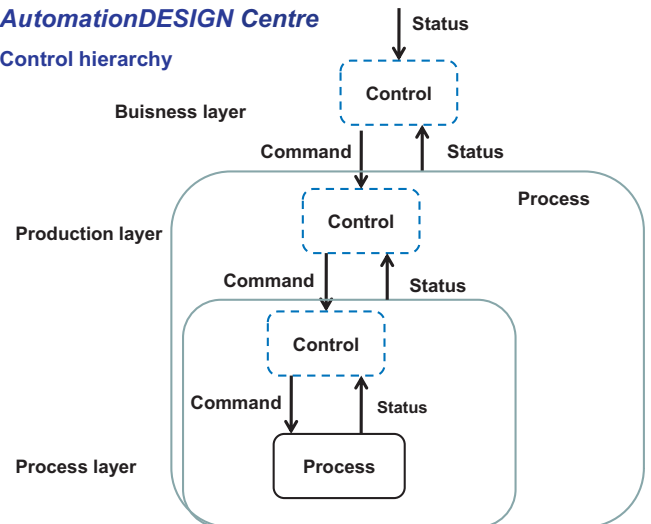 AutomationDESIGN Centre
Status
Control hierarchy
Control
Buisness layer
Command
Status
Process
Control
Production layer
Command
Status
Control
Command
Status
Process layer
Process